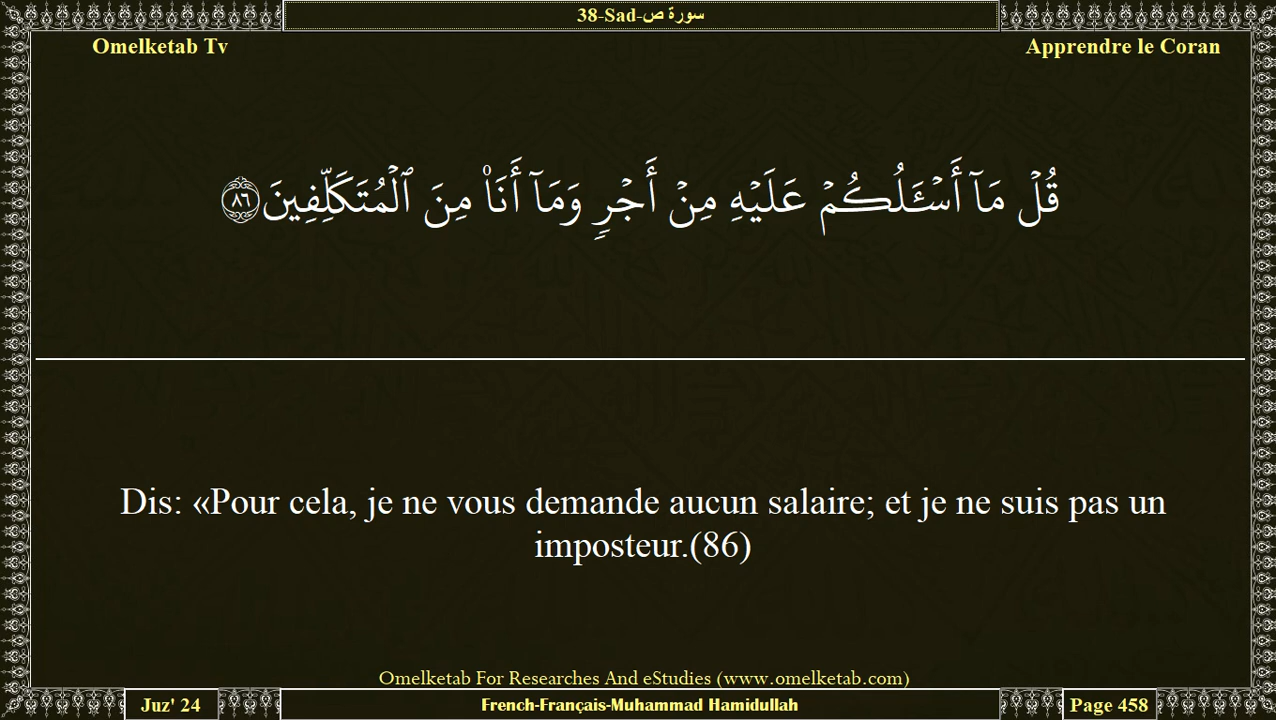 38-Sad-سورة ص
Omelketab Tv
Apprendre le Coran
قُلۡ مَآ أَسۡـَٔلُكُمۡ عَلَيۡهِ مِنۡ أَجۡرٖ وَمَآ أَنَا۠ مِنَ ٱلۡمُتَكَلِّفِينَ ٨٦
Dis: «Pour cela, je ne vous demande aucun salaire; et je ne suis pas un
imposteur.(86)
Omelketab For Researches And eStudies (www.omelketab.com)
Juz' 24
French-Français-Muhammad Hamidullah
Page 458